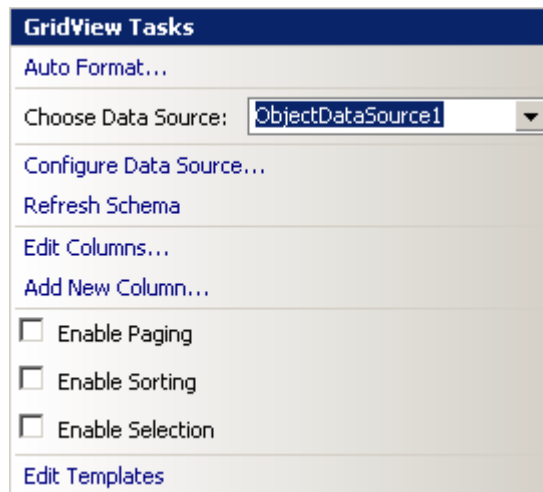 GridView Tasks
Auto Format...
Choose Data Source: ObjectDataSource1
Configure Data Source...
Refresh Schema
Edit Columns...
Add New Column...
Enable Paging
Enable Sorting
Enable Selection
Edit Templates